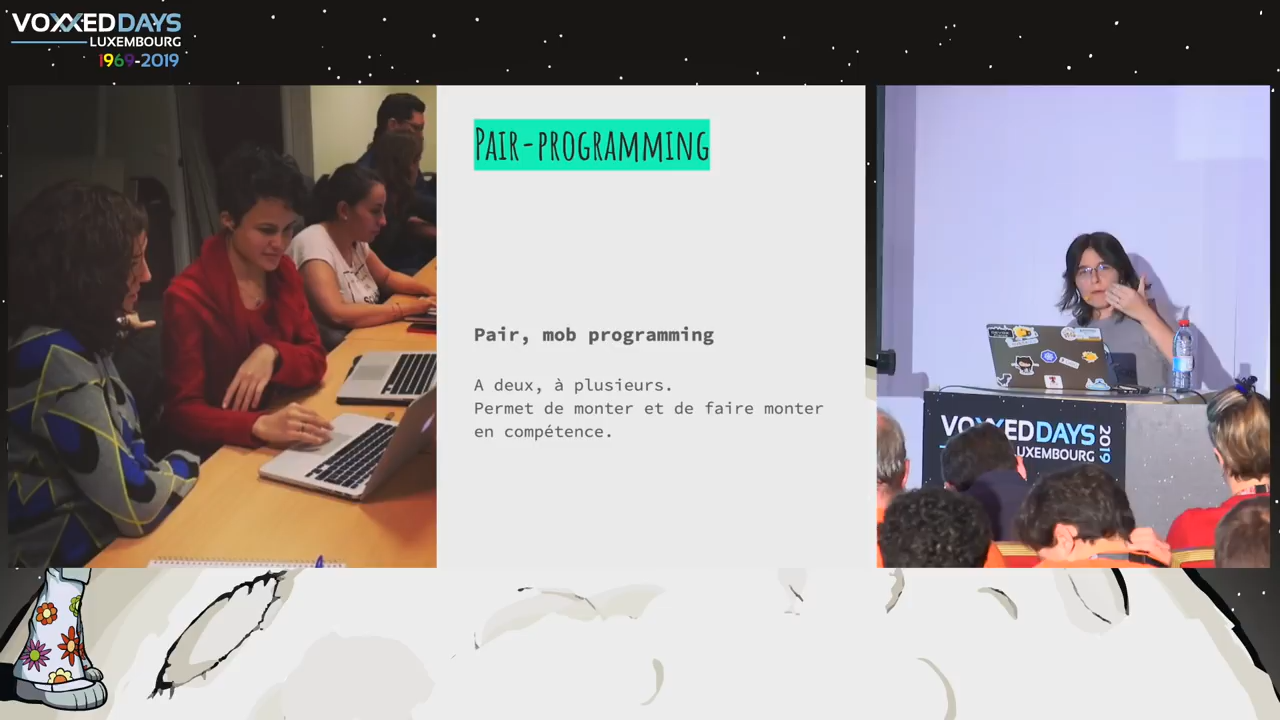 VOXXEDDAYS
LUXEMBOURG
1969-2019
PAIR-PROGRAMMING
Pair, mob programming
A deux, à plusieurs.
Permet de monter et de faire monter
en compétence.
VOXXEDDAYS
2019
LUXEMBOURG